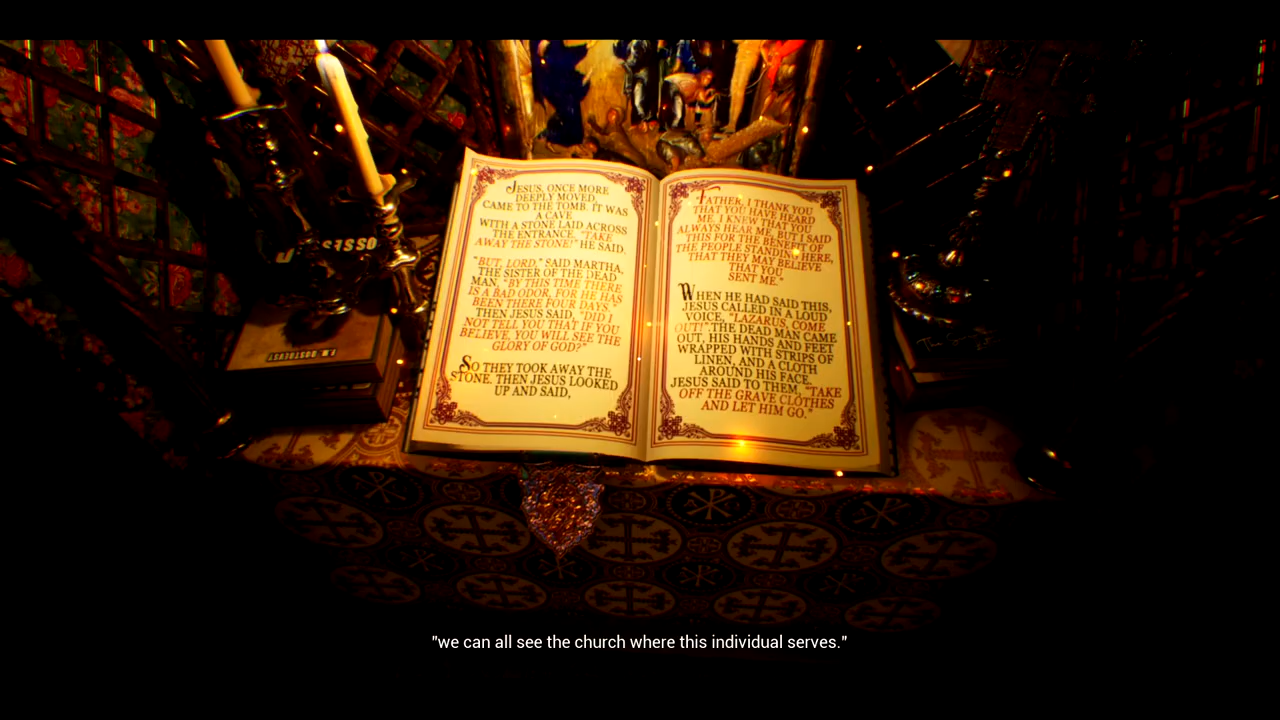 JESUS, ONCE MORE
DEEPLY MOVED,
CAME TO THE TOMB. IT WAS
A CAVE
WITH A STONE LAID ACROSS
THE ENTRANCE. "TAKE
AWAY THE STONE!" HE SAID.
"BUT, LORD," SAID MARTHA,
THE SISTER OF THE DEAD
MAN, "BY THIS TIME THERE
IS A BAD ODOR, FOR HE HAS
BEEN THERE FOUR DAYS."
THEN JESUS SAID, "DID I
NOT TELL YOU THAT IF YOU
BELIEVE, YOU WILL SEE THE
GLORY OF GOD?"
SO THEY TOOK AWAY THE
STONE. THEN JESUS LOOKED
UP AND SAID,
"FATHER, I THANK YOU
THAT YOU HAVE HEARD
ME. I KNEW THAT YOU
ALWAYS HEAR ME, BUT I SAID
THIS FOR THE BENEFIT OF
THE PEOPLE STANDING HERE,
THAT THEY MAY BELIEVE
THAT YOU
SENT ME."
WHEN HE HAD SAID THIS,
JESUS CALLED IN A LOUD
VOICE, "LAZARUS, COME
OUT!" THE DEAD MAN CAME
OUT, HIS HANDS AND FEET
WRAPPED WITH STRIPS OF
LINEN, AND A CLOTH
AROUND HIS FACE.
JESUS SAID TO THEM, "TAKE
OFF THE GRAVE CLOTHES
AND LET HIM GO."
"we can all see the church where this individual serves."